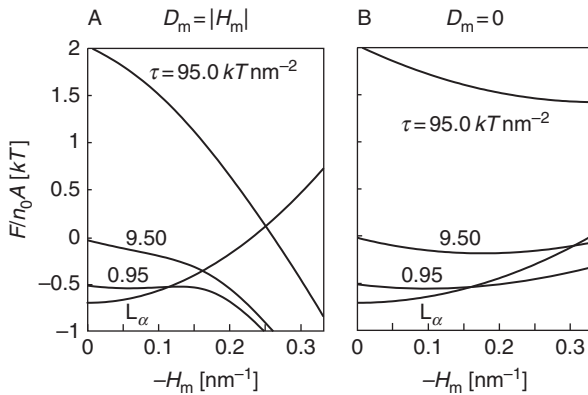 A D_m = |H_m|
B D_m = 0
F/n_0A [kT]
2
1.5
1
0.5
0
−0.5
−1
τ = 95.0 kT nm⁻²
9.50
0.95
L_α
0 0.1 0.2 0.3
−H_m [nm⁻¹]
τ = 95.0 kT nm⁻²
9.50
0.95
L_α
0 0.1 0.2 0.3
−H_m [nm⁻¹]